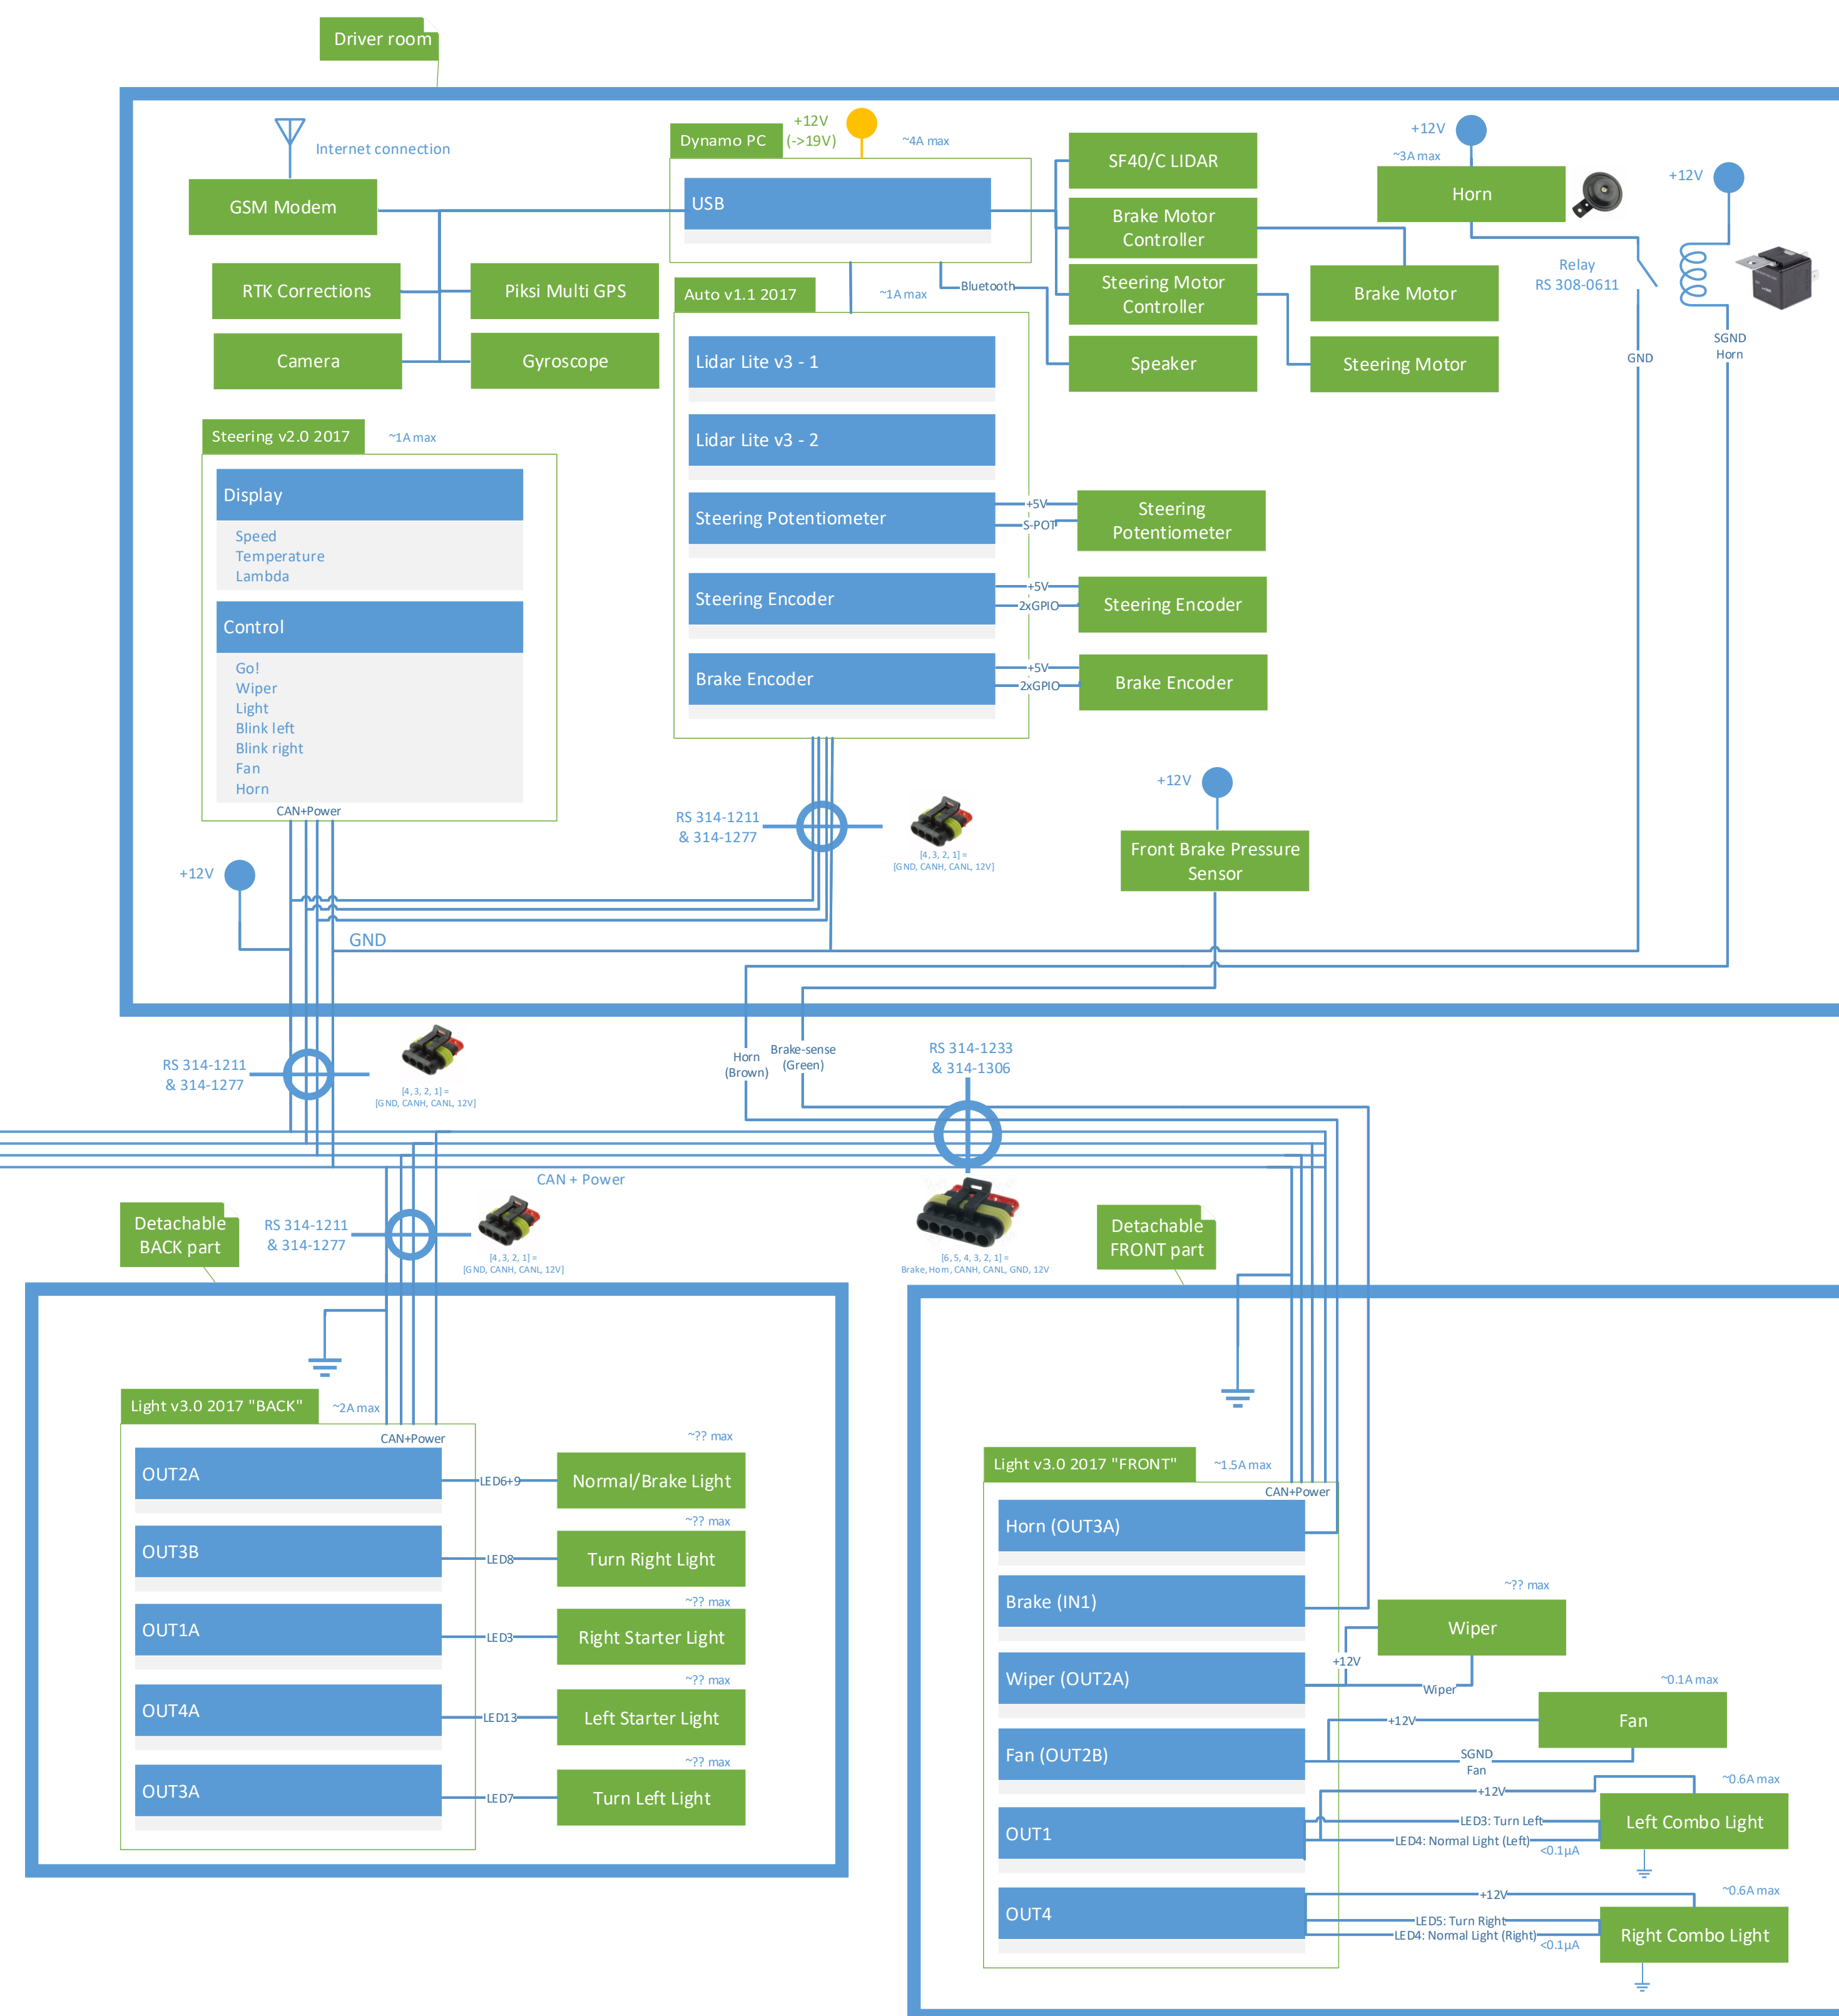 Driver room
Internet connection
GSM Modem
RTK Corrections
Piksi Multi GPS
Camera
Gyroscope
Dynamo PC
+12V
(->19V)
~4A max
USB
Bluetooth
SF40/C LIDAR
Brake Motor
Controller
Steering Motor
Controller
Speaker
Brake Motor
Steering Motor
+12V
~3A max
Horn
+12V
Relay
RS 308-0611
GND
SGND
Horn
Auto v1.1 2017
~1A max
Lidar Lite v3 - 1
Lidar Lite v3 - 2
Steering Potentiometer
Steering Encoder
Brake Encoder
+5V
S-POT
Steering
Potentiometer
+5V
2xGPIO
Steering Encoder
+5V
2xGPIO
Brake Encoder
Steering v2.0 2017
~1A max
Display
Speed
Temperature
Lambda
Control
Go!
Wiper
Light
Blink left
Blink right
Fan
Horn
CAN+Power
+12V
GND
RS 314-1211
& 314-1277
[4, 3, 2, 1] =
[GND, CANH, CANL, 12V]
+12V
Front Brake Pressure
Sensor
RS 314-1211
& 314-1277
[4, 3, 2, 1] =
[GND, CANH, CANL, 12V]
Horn
(Brown)
Brake-sense
(Green)
RS 314-1233
& 314-1306
CAN + Power
[6, 5, 4, 3, 2, 1] =
Brake, Horn, CANH, CANL, GND, 12V
Detachable
BACK part
RS 314-1211
& 314-1277
[4, 3, 2, 1] =
[GND, CANH, CANL, 12V]
Detachable
FRONT part
Light v3.0 2017 "BACK"
~2A max
CAN+Power
OUT2A
LED6+9
~?? max
Normal/Brake Light
OUT3B
LED8
~?? max
Turn Right Light
OUT1A
LED3
~?? max
Right Starter Light
OUT4A
LED13
~?? max
Left Starter Light
OUT3A
LED7
~?? max
Turn Left Light
Light v3.0 2017 "FRONT"
~1.5A max
CAN+Power
Horn (OUT3A)
Brake (IN1)
Wiper (OUT2A)
Fan (OUT2B)
OUT1
OUT4
~?? max
Wiper
+12V
Wiper
~0.1A max
Fan
+12V
SGND
Fan
~0.6A max
+12V
LED3: Turn Left
LED4: Normal Light (Left)
<0.1µA
Left Combo Light
~0.6A max
+12V
LED5: Turn Right
LED4: Normal Light (Right)
<0.1µA
Right Combo Light